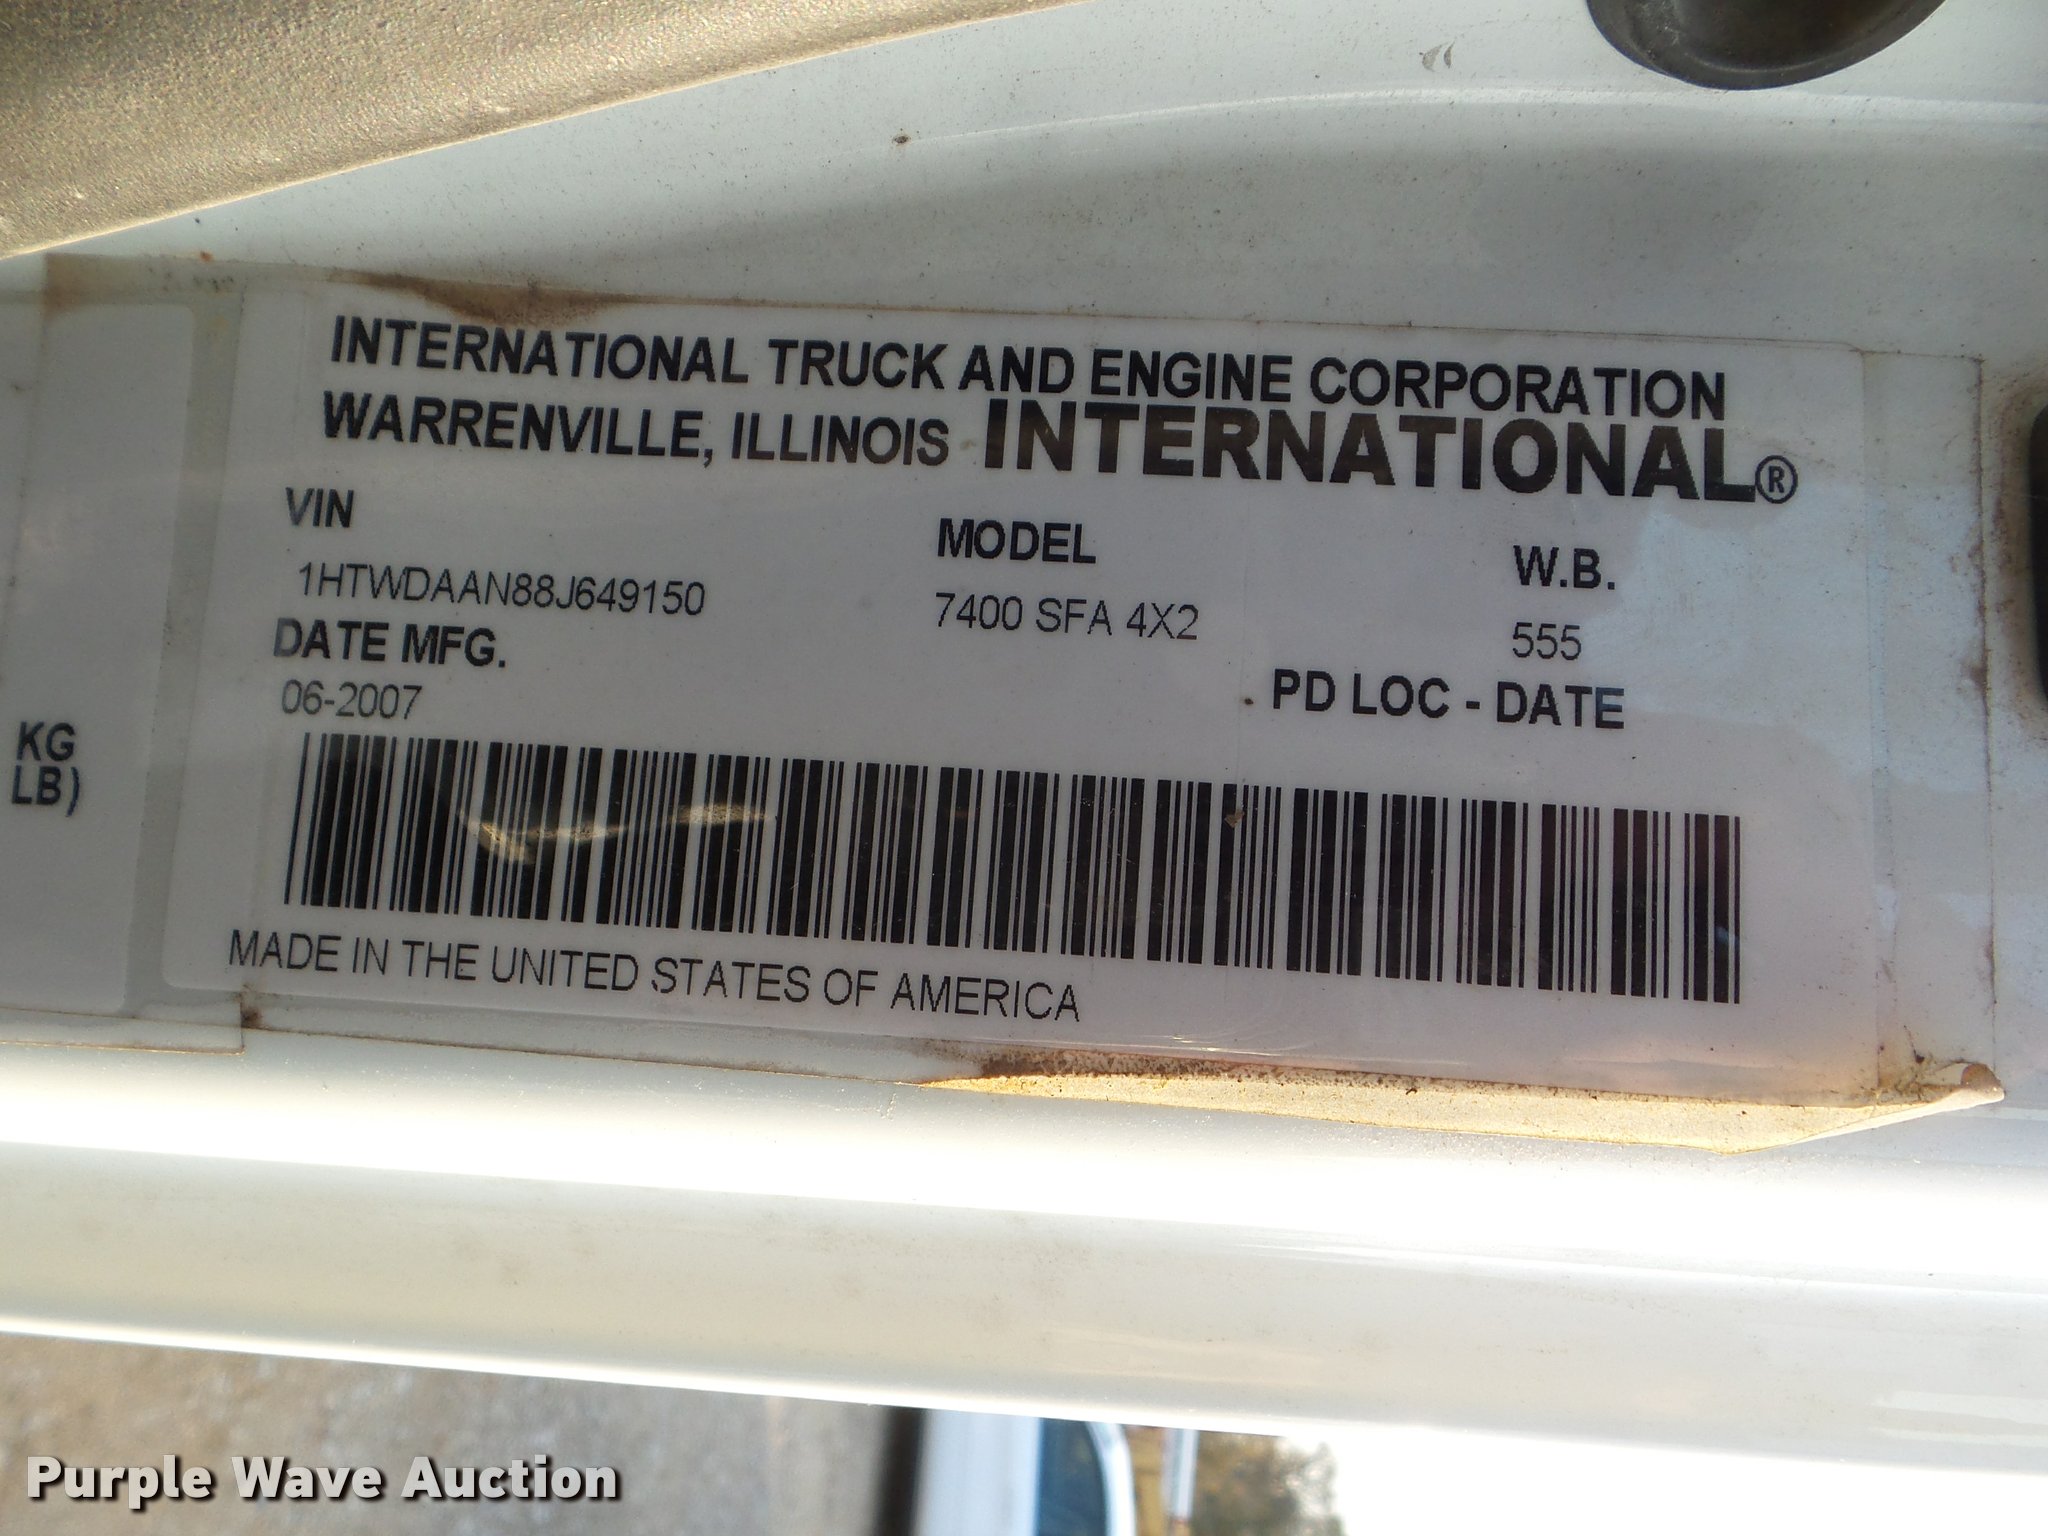 INTERNATIONAL TRUCK AND ENGINE CORPORATION
WARRENVILLE, ILLINOIS INTERNATIONAL®
VIN MODEL W.B.
1HTWDAAN88J649150 7400 SFA 4X2 555
DATE MFG. PD LOC - DATE
06-2007
MADE IN THE UNITED STATES OF AMERICA
KG
LB)
Purple Wave Auction